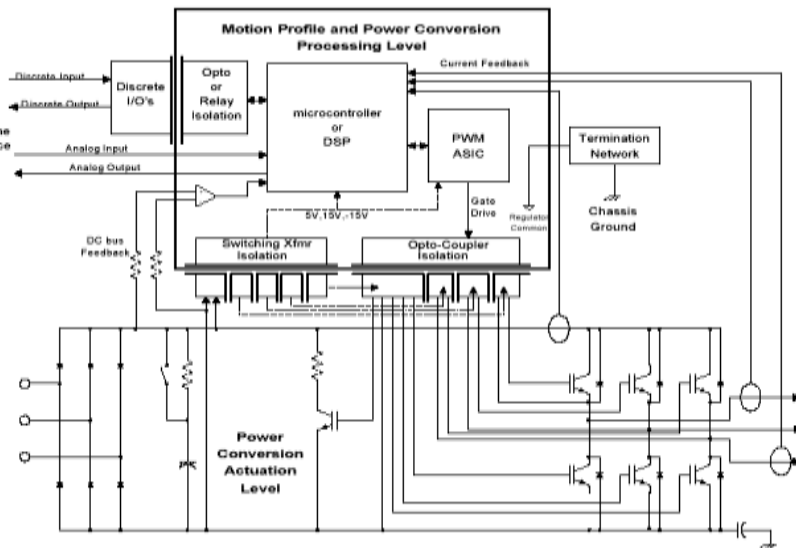 Motion Profile and Power Conversion
Processing Level
Current Feedback
Discrete Input
Discrete Output
Discrete
I/O's
Opto
or
Relay
Isolation
microcontroller
or
DSP
PWM
ASIC
Termination
Network
Analog Input
Analog Output
Gate
Drive
Regulator
Common
Chassis
Ground
5V,15V,-15V
DC bus
Feedback
Switching Xfmr
Isolation
Opto-Coupler
Isolation
Power
Conversion
Actuation
Level